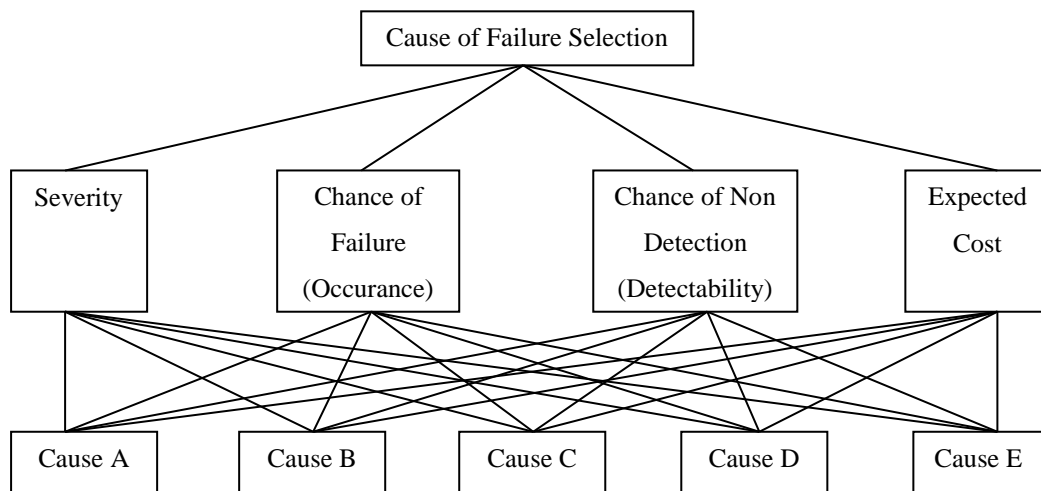 Cause of Failure Selection
Severity
Chance of
Failure
(Occurance)
Chance of Non
Detection
(Detectability)
Expected
Cost
Cause A
Cause B
Cause C
Cause D
Cause E